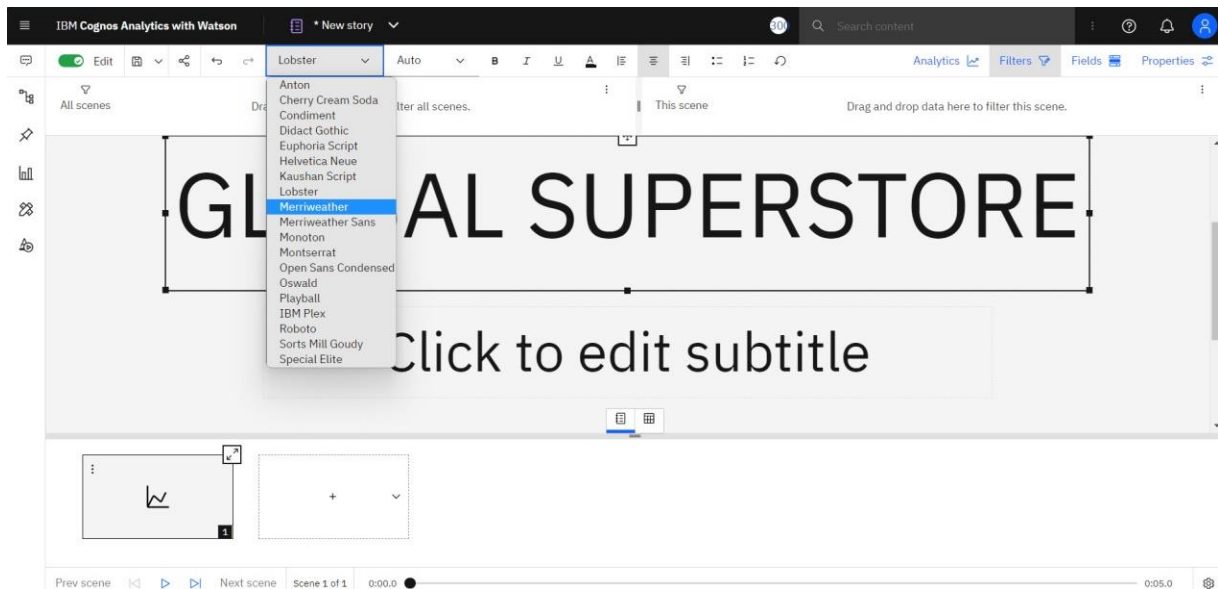 IBM Cognos Analytics with Watson
* New story
30
Search content
Edit
Lobster
Auto
B I U A
Analytics
Filters
Fields
Properties
All scenes
This scene
Drag and drop data here to filter this scene.
lter all scenes.
Anton
Cherry Cream Soda
Condiment
Didact Gothic
Euphoria Script
Helvetica Neue
Kaushan Script
Lobster
Merriweather
Merriweather Sans
Monoton
Montserrat
Open Sans Condensed
Oswald
Playball
IBM Plex
Roboto
Sorts Mill Goudy
Special Elite
GL AL SUPERSTORE
Click to edit subtitle
1
+
Prev scene
Next scene
Scene 1 of 1
0:00.0
0:05.0